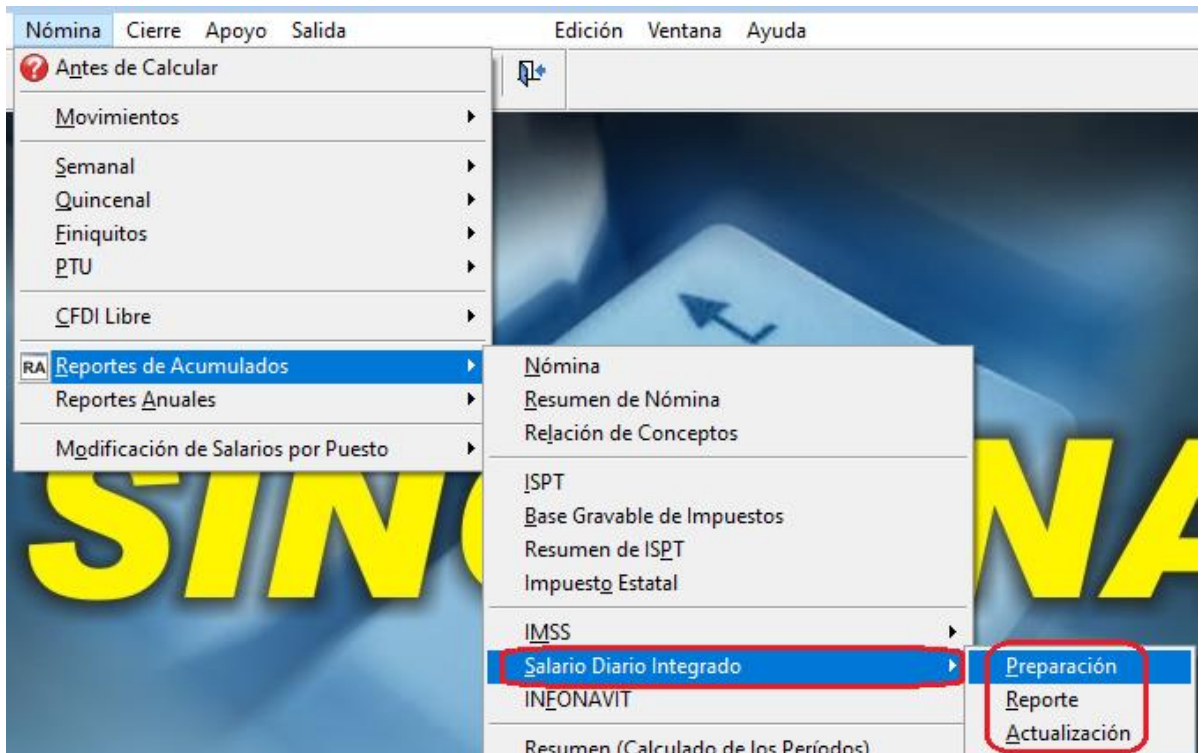 Nómina Cierre Apoyo Salida Edición Ventana Ayuda
Antes de Calcular
Movimientos
Semanal
Quincenal
Finiquitos
PTU
CFDI Libre
RA Reportes de Acumulados
Reportes Anuales
Modificación de Salarios por Puesto
Nómina
Resumen de Nómina
Relación de Conceptos
ISPT
Base Gravable de Impuestos
Resumen de ISPT
Impuesto Estatal
IMSS
Salario Diario Integrado
INFONAVIT
Resumen (Calculado de los Períodos)
Preparación
Reporte
Actualización